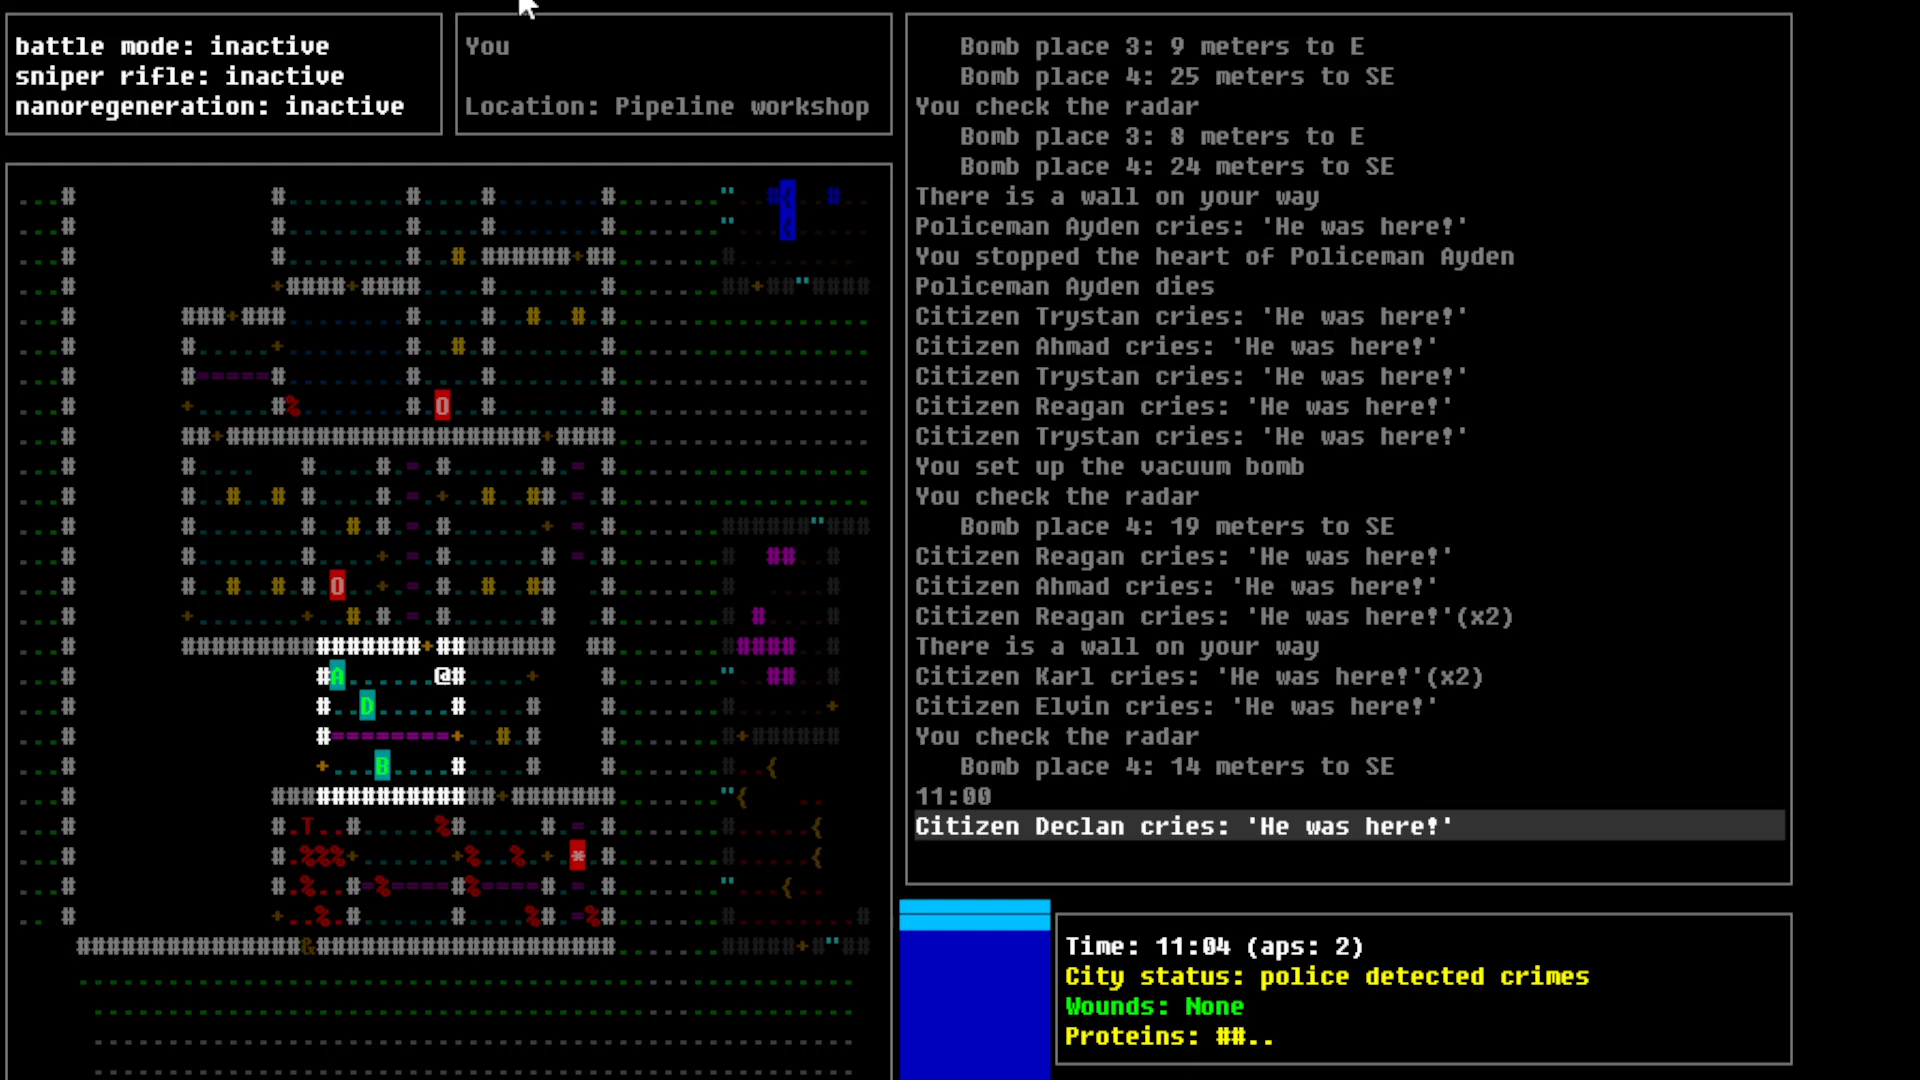 battle mode: inactive
sniper rifle: inactive
nanoregeneration: inactive
You
Location: Pipeline workshop
Bomb place 3: 9 meters to E
Bomb place 4: 25 meters to SE
You check the radar
Bomb place 3: 8 meters to E
Bomb place 4: 24 meters to SE
There is a wall on your way
Policeman Ayden cries: 'He was here!'
You stopped the heart of Policeman Ayden
Policeman Ayden dies
Citizen Trystan cries: 'He was here!'
Citizen Ahmad cries: 'He was here!'
Citizen Trystan cries: 'He was here!'
Citizen Reagan cries: 'He was here!'
Citizen Trystan cries: 'He was here!'
You set up the vacuum bomb
You check the radar
Bomb place 4: 19 meters to SE
Citizen Reagan cries: 'He was here!'
Citizen Ahmad cries: 'He was here!'
Citizen Reagan cries: 'He was here!'(x2)
There is a wall on your way
Citizen Karl cries: 'He was here!'(x2)
Citizen Elvin cries: 'He was here!'
You check the radar
Bomb place 4: 14 meters to SE
11:00
Citizen Declan cries: 'He was here!'
Time: 11:04 (aps: 2)
City status: police detected crimes
Wounds: None
Proteins: ##..